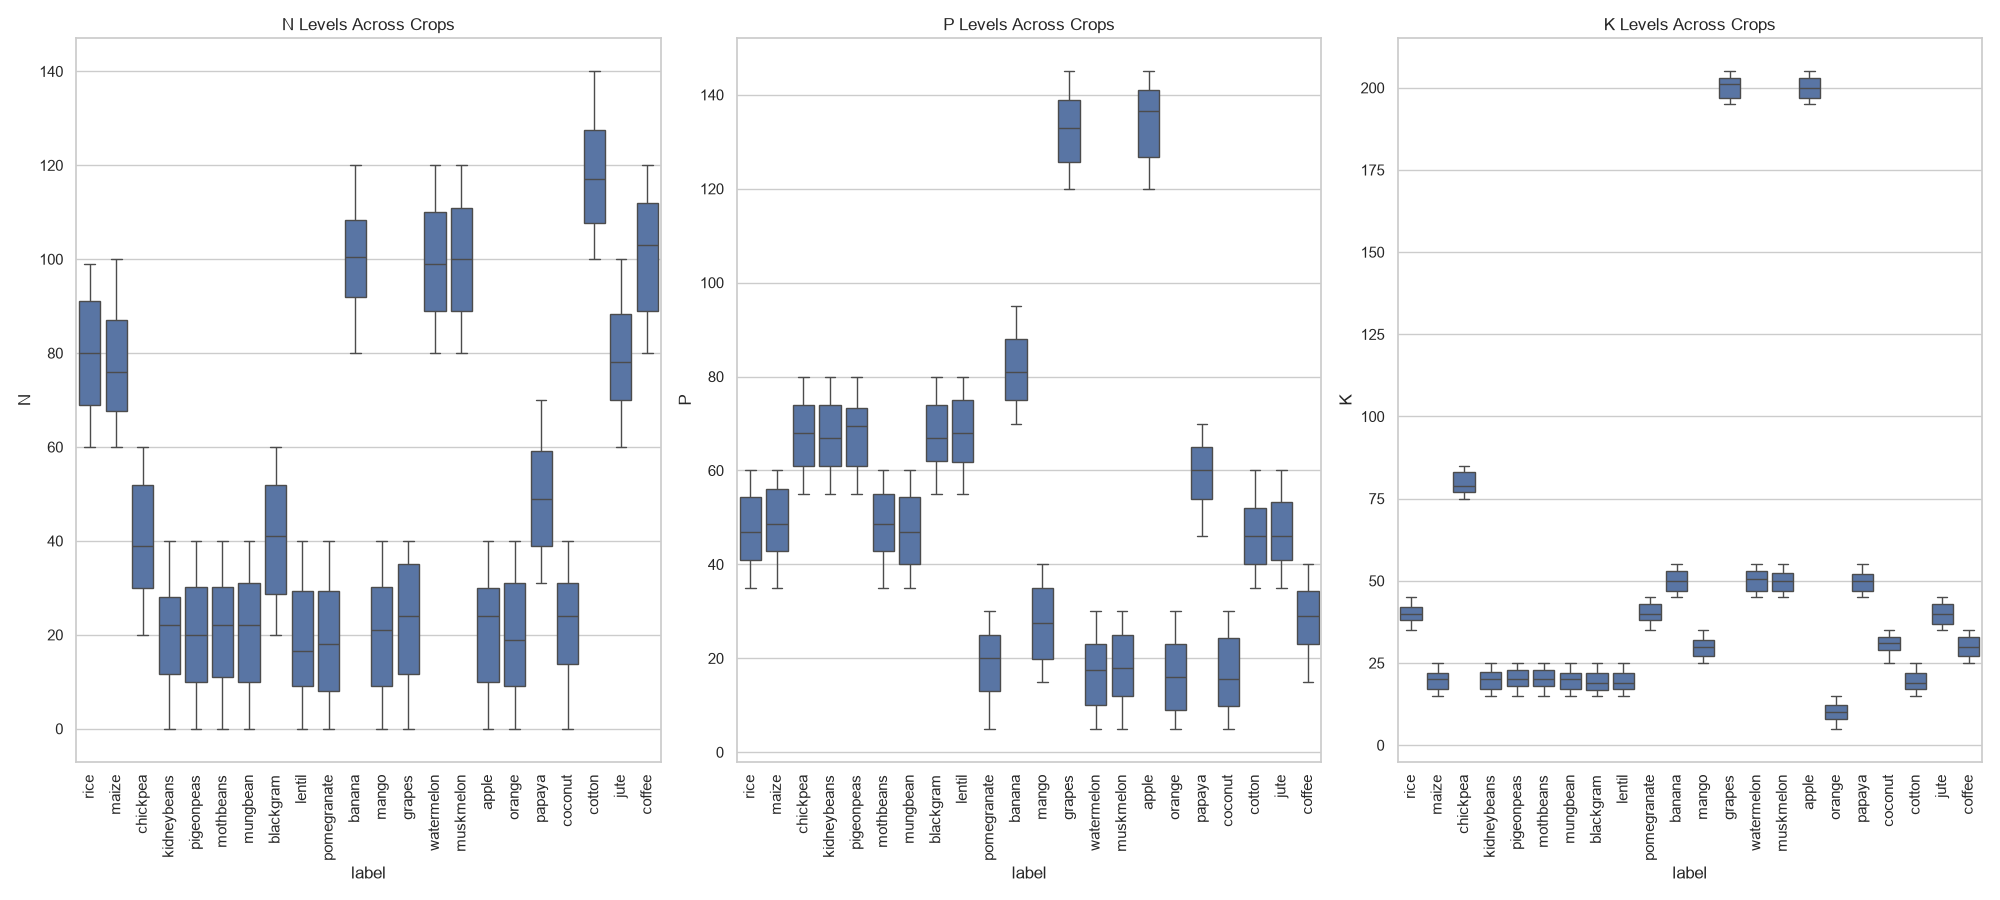 N Levels Across Crops
N
140
120
100
80
60
40
20
0
rice
maize
chickpea
kidneybeans
pigeonpeas
mothbeans
mungbean
blackgram
lentil
pomegranate
banana
mango
grapes
watermelon
muskmelon
apple
orange
papaya
coconut
cotton
jute
coffee
label
P Levels Across Crops
P
140
120
100
80
60
40
20
0
rice
maize
chickpea
kidneybeans
pigeonpeas
mothbeans
mungbean
blackgram
lentil
pomegranate
banana
mango
grapes
watermelon
muskmelon
apple
orange
papaya
coconut
cotton
jute
coffee
label
K Levels Across Crops
K
200
175
150
125
100
75
50
25
0
rice
maize
chickpea
kidneybeans
pigeonpeas
mothbeans
mungbean
blackgram
lentil
pomegranate
banana
mango
grapes
watermelon
muskmelon
apple
orange
papaya
coconut
cotton
jute
coffee
label